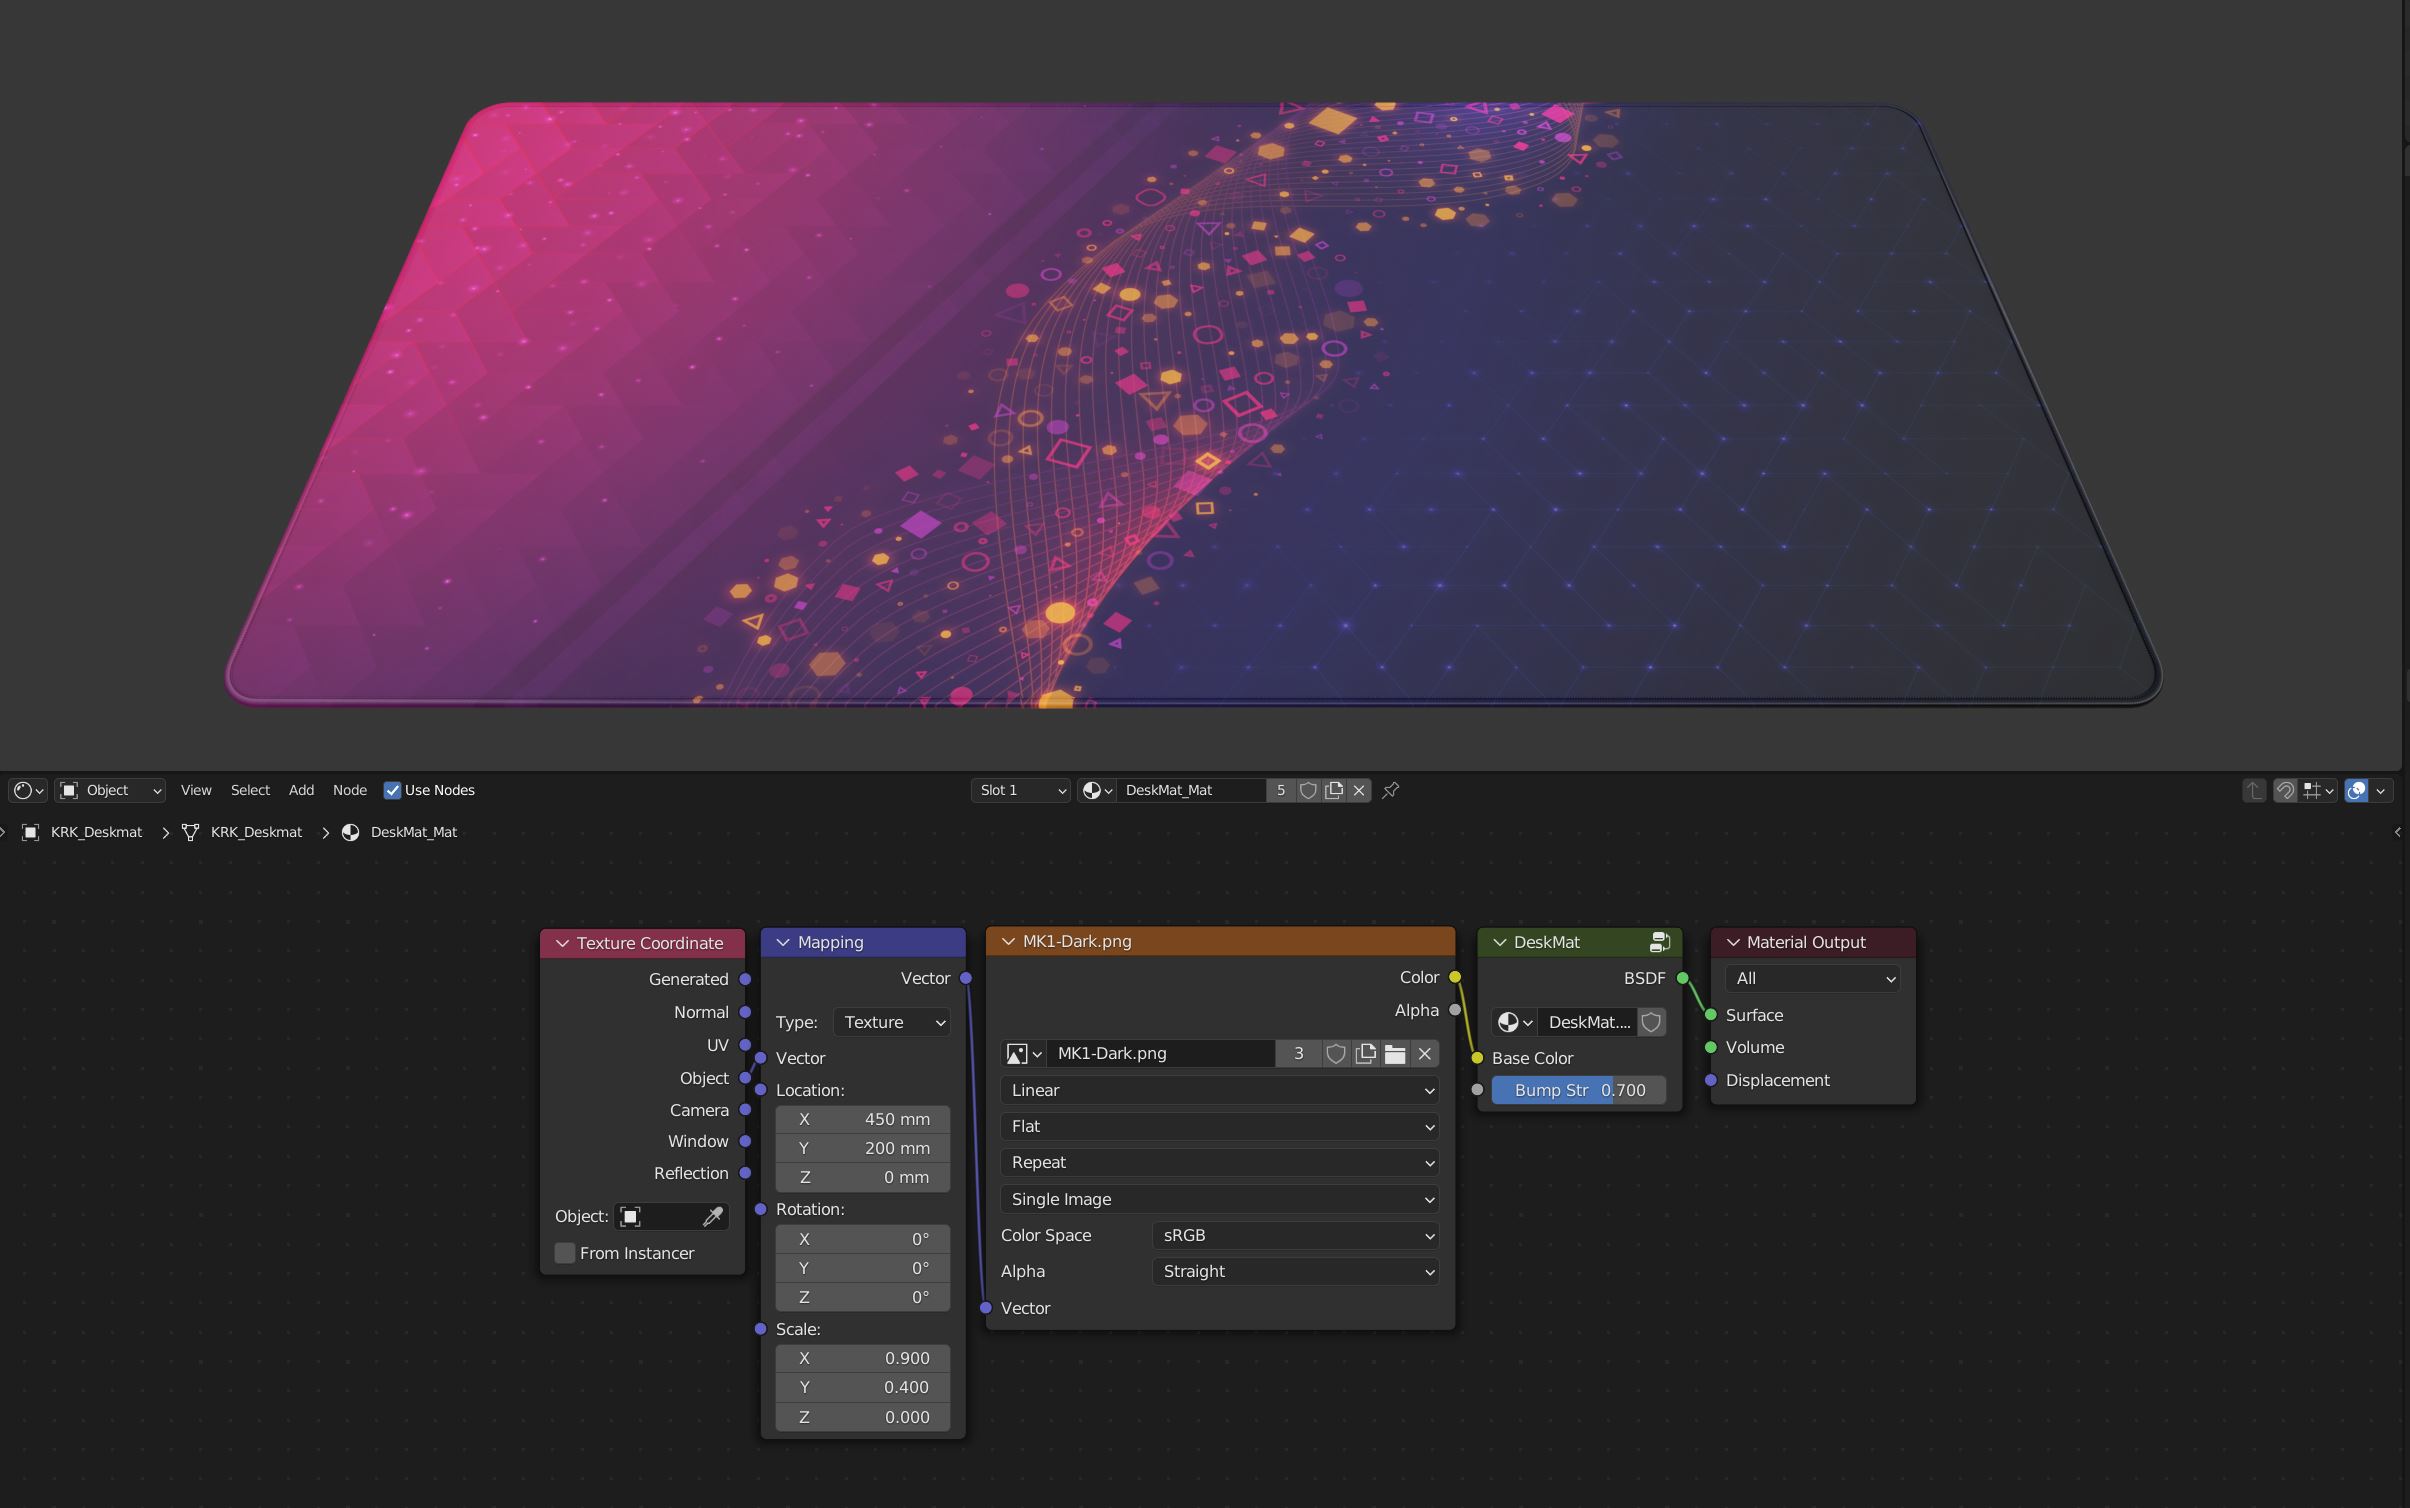 Object
View
Select
Add
Node
Use Nodes
Slot 1
DeskMat_Mat
5
KRK_Deskmat
KRK_Deskmat
DeskMat_Mat
Texture Coordinate
Generated
Normal
UV
Object
Camera
Window
Reflection
Object:
From Instancer
Mapping
Vector
Type: Texture
Vector
Location:
X 450 mm
Y 200 mm
Z 0 mm
Rotation:
X 0°
Y 0°
Z 0°
Scale:
X 0.900
Y 0.400
Z 0.000
MK1-Dark.png
Color
Alpha
MK1-Dark.png 3
Linear
Flat
Repeat
Single Image
Color Space sRGB
Alpha Straight
Vector
DeskMat
BSDF
DeskMat....
Base Color
Bump Str 0.700
Material Output
All
Surface
Volume
Displacement